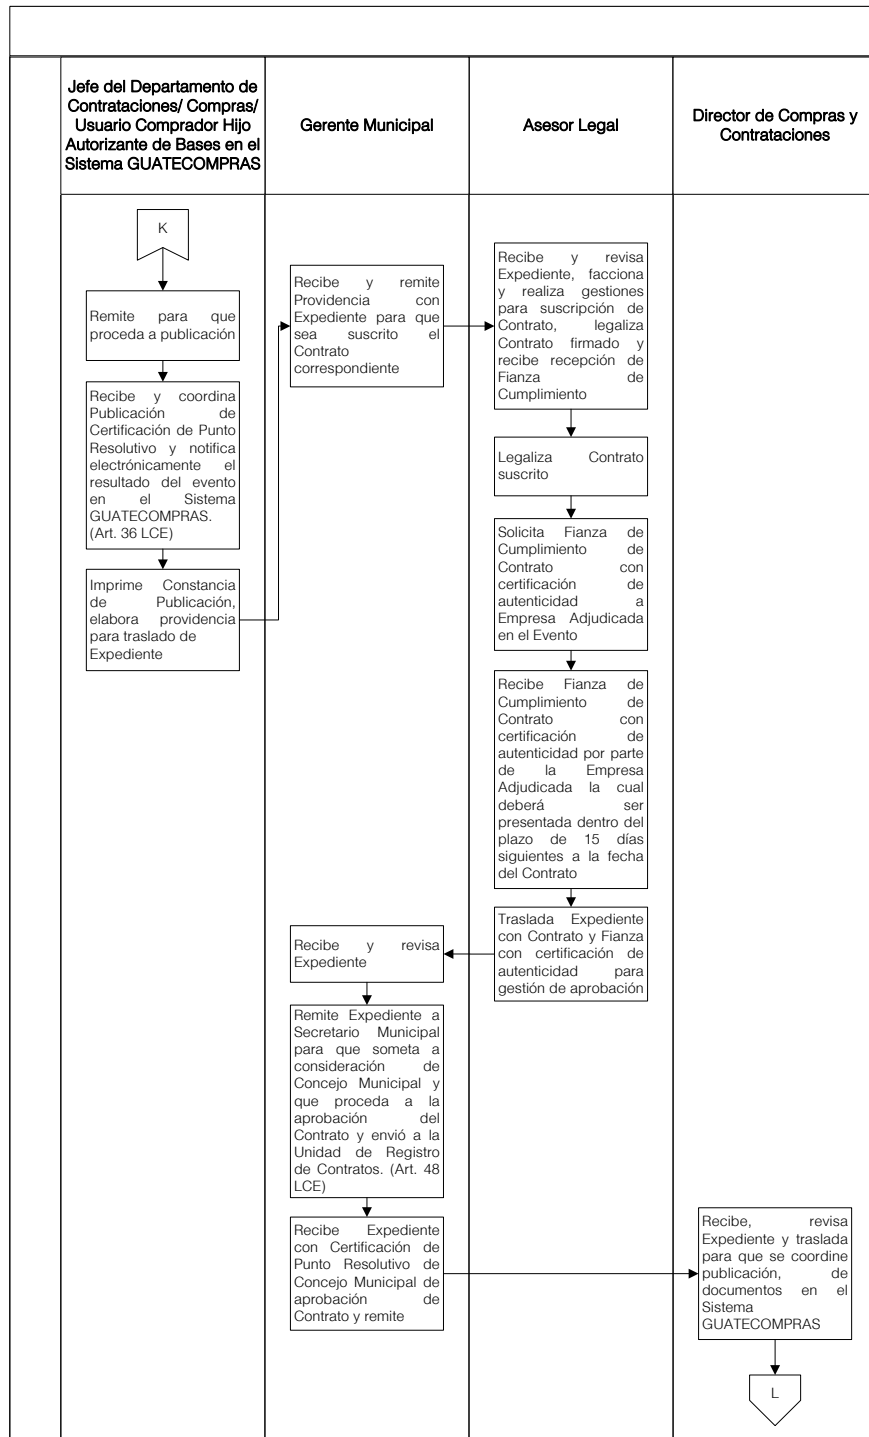 Jefe del Departamento de
Contrataciones/ Compras/
Usuario Comprador Hijo
Autorizante de Bases en el
Sistema GUATECOMPRAS
Gerente Municipal
Asesor Legal
Director de Compras y
Contrataciones
K
Remite para que
proceda a publicación
Recibe y coordina
Publicación de
Certificación de Punto
Resolutivo y notifica
electrónicamente el
resultado del evento
en el Sistema
GUATECOMPRAS.
(Art. 36 LCE)
Imprime Constancia
de Publicación,
elabora providencia
para traslado de
Expediente
Recibe y remite
Providencia con
Expediente para que
sea suscrito el
Contrato
correspondiente
Recibe y revisa
Expediente, facciona
y realiza gestiones
para suscripción de
Contrato, legaliza
Contrato firmado y
recibe recepción de
Fianza de
Cumplimiento
Legaliza Contrato
suscrito
Solicita Fianza de
Cumplimiento de
Contrato con
certificación de
autenticidad a
Empresa Adjudicada
en el Evento
Recibe Fianza de
Cumplimiento de
Contrato con
certificación de
autenticidad por parte
de la Empresa
Adjudicada la cual
deberá ser
presentada dentro del
plazo de 15 días
siguientes a la fecha
del Contrato
Traslada Expediente
con Contrato y Fianza
con certificación de
autenticidad para
gestión de aprobación
Recibe y revisa
Expediente
Remite Expediente a
Secretario Municipal
para que someta a
consideración de
Concejo Municipal y
que proceda a la
aprobación del
Contrato y envió a la
Unidad de Registro
de Contratos. (Art. 48
LCE)
Recibe Expediente
con Certificación de
Punto Resolutivo de
Concejo Municipal de
aprobación de
Contrato y remite
Recibe, revisa
Expediente y traslada
para que se coordine
publicación, de
documentos en el
Sistema
GUATECOMPRAS
L